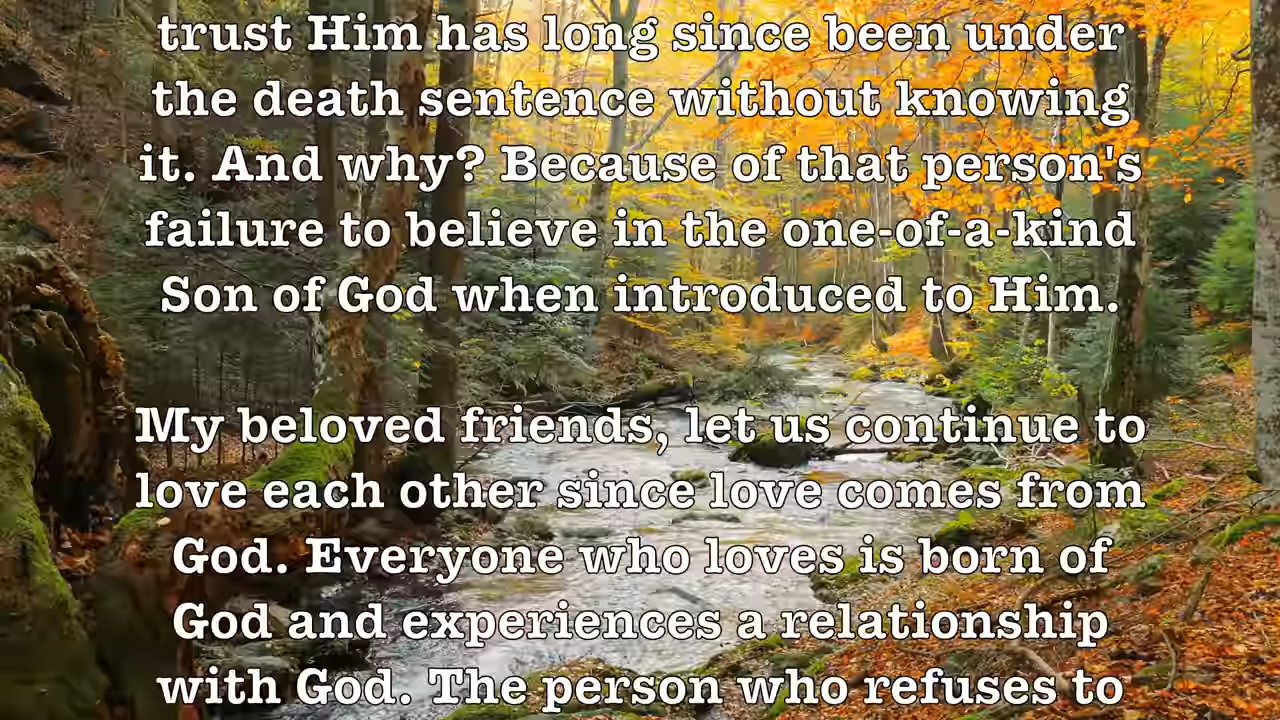 trust Him has long since been under
the death sentence without knowing
it. And why? Because of that person's
failure to believe in the one-of-a-kind
Son of God when introduced to Him.
My beloved friends, let us continue to
love each other since love comes from
God. Everyone who loves is born of
God and experiences a relationship
with God. The person who refuses to